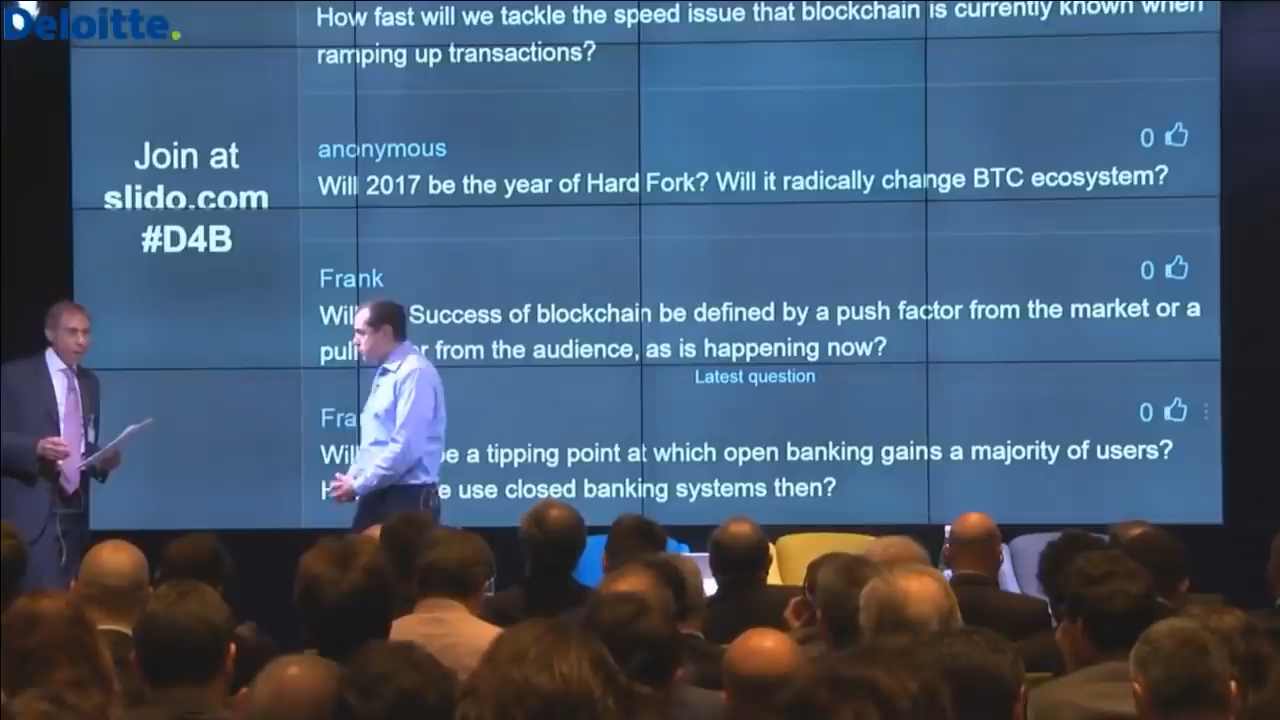 Deloitte.
How fast will we tackle the speed issue that blockchain is currently known when
ramping up transactions?
Join at
slido.com
#D4B
anonymous
0
Will 2017 be the year of Hard Fork? Will it radically change BTC ecosystem?
Frank
0
Success of blockchain be defined by a push factor from the market or a
from the audience, as is happening now?
Latest question
0
be a tipping point at which open banking gains a majority of users?
use closed banking systems then?